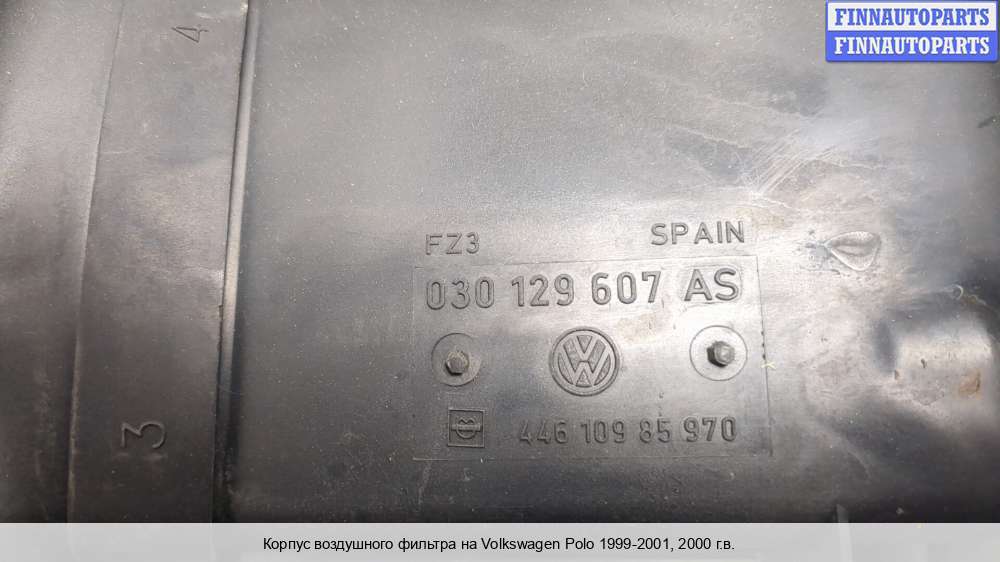 FINNAUTOPARTS
FINNAUTOPARTS
4
FZ3 SPAIN
030 129 607 AS
VW
446 109 85 970
3
Корпус воздушного фильтра на Volkswagen Polo 1999-2001, 2000 г.в.